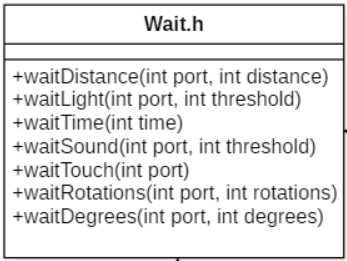 Wait.h
+waitDistance(int port, int distance)
+waitLight(int port, int threshold)
+waitTime(int time)
+waitSound(int port, int threshold)
+waitTouch(int port)
+waitRotations(int port, int rotations)
+waitDegrees(int port, int degrees)